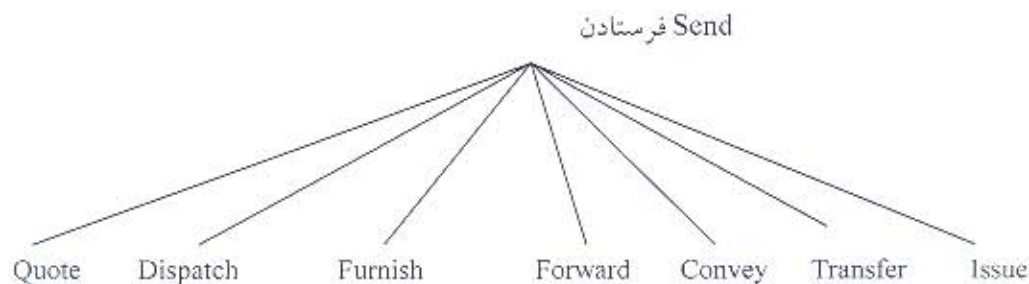 Send فرستادن
Quote Dispatch Furnish Forward Convey Transfer Issue